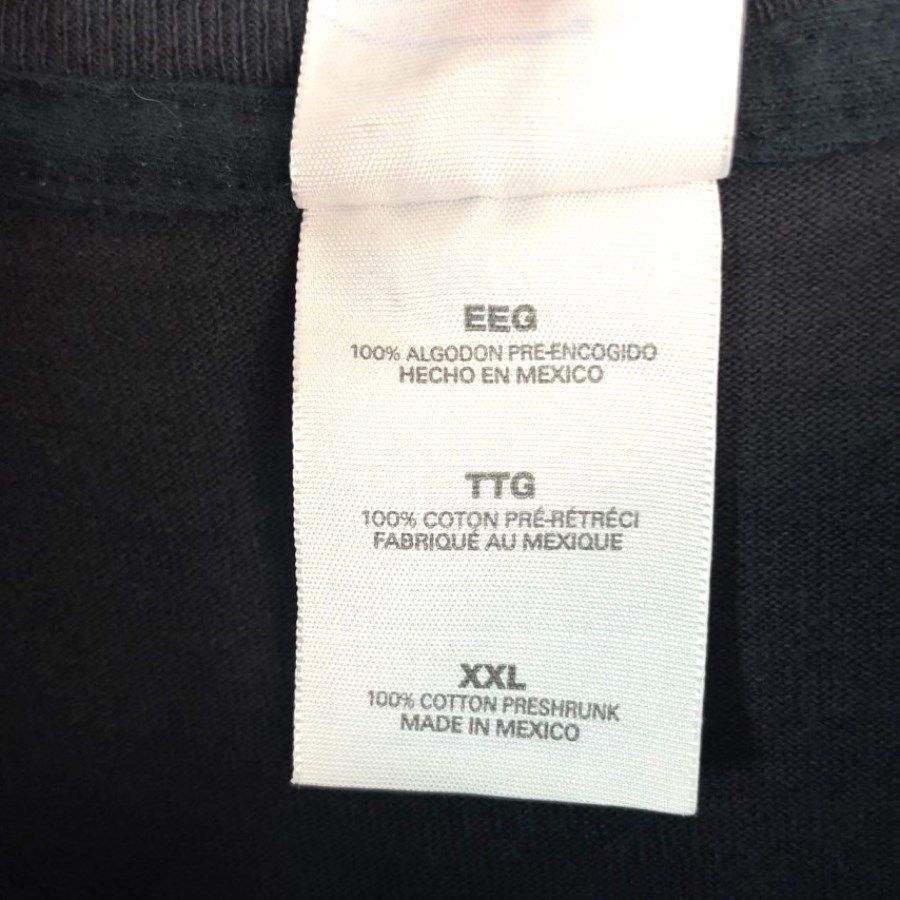 EEG
100% ALGODON PRE-ENCOGIDO
HECHO EN MEXICO
TTG
100% COTON PRÉ-RÉTRÉCI
FABRIQUÉ AU MEXIQUE
XXL
100% COTTON PRESHRUNK
MADE IN MEXICO